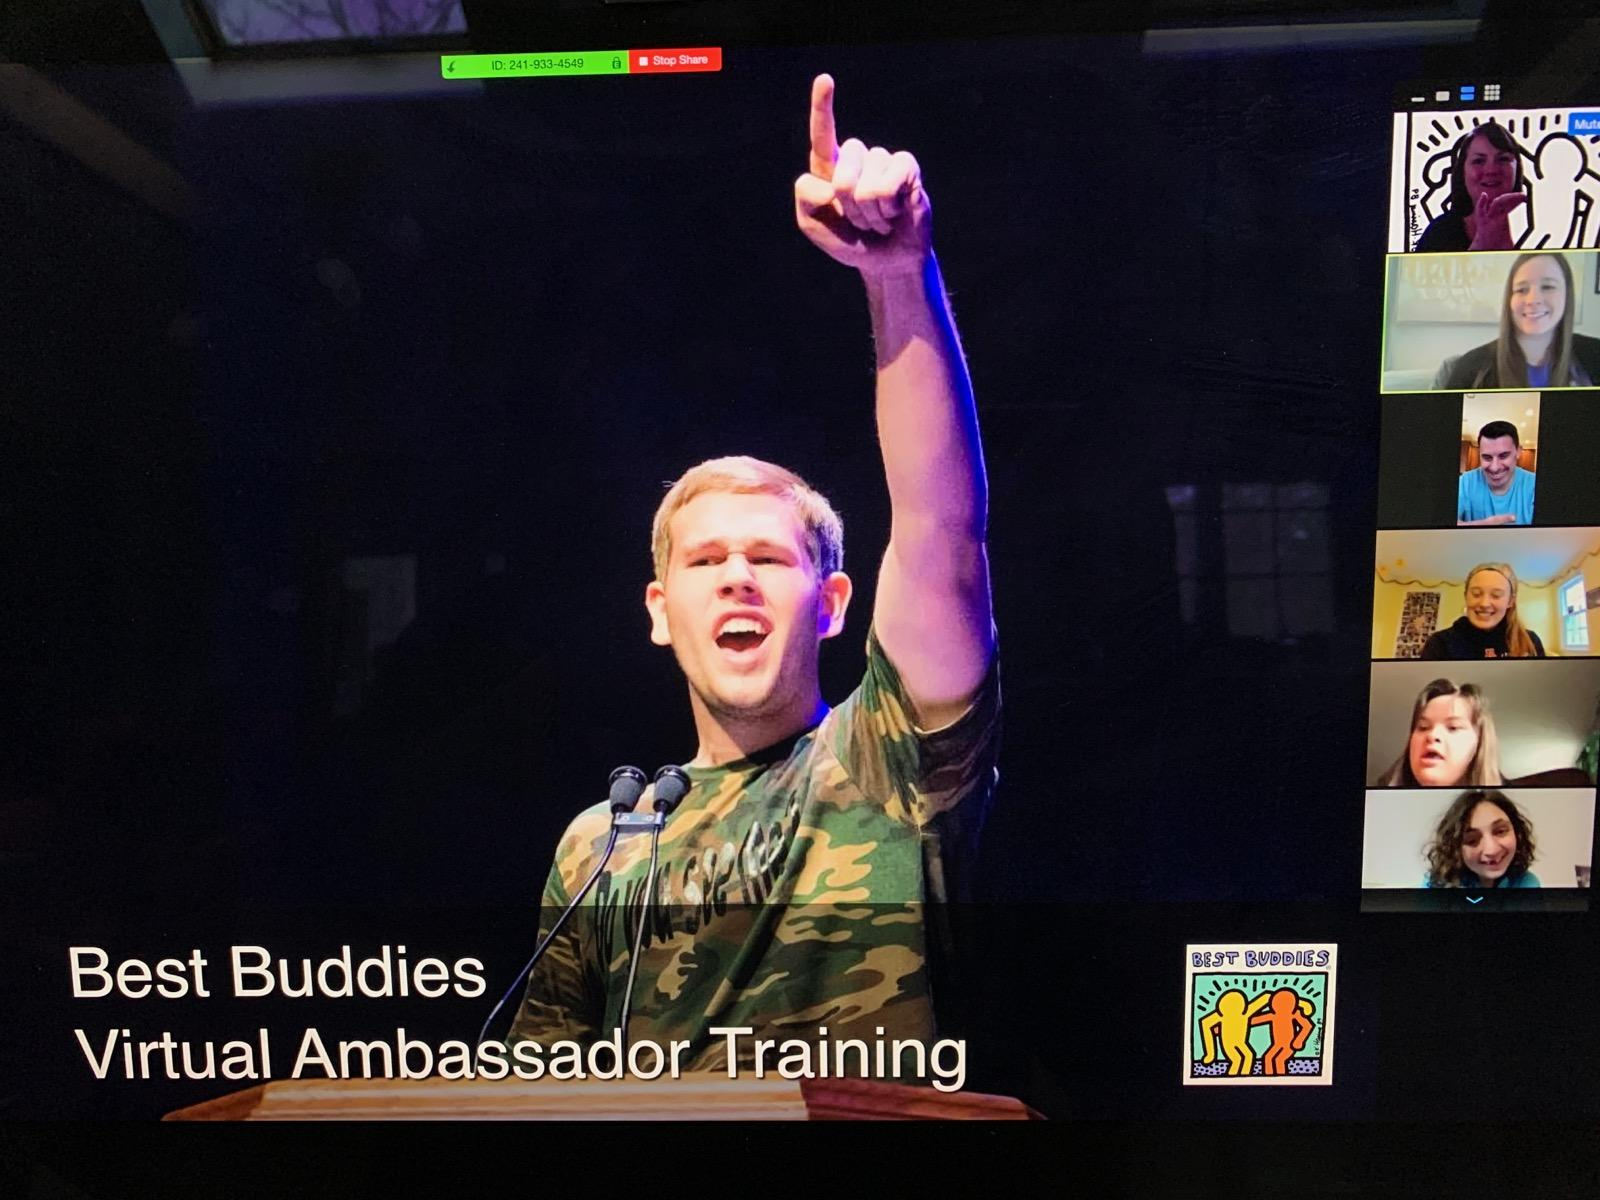 ID: 241-933-4549
Stop Share
Best Buddies
Virtual Ambassador Training
BEST BUDDIES